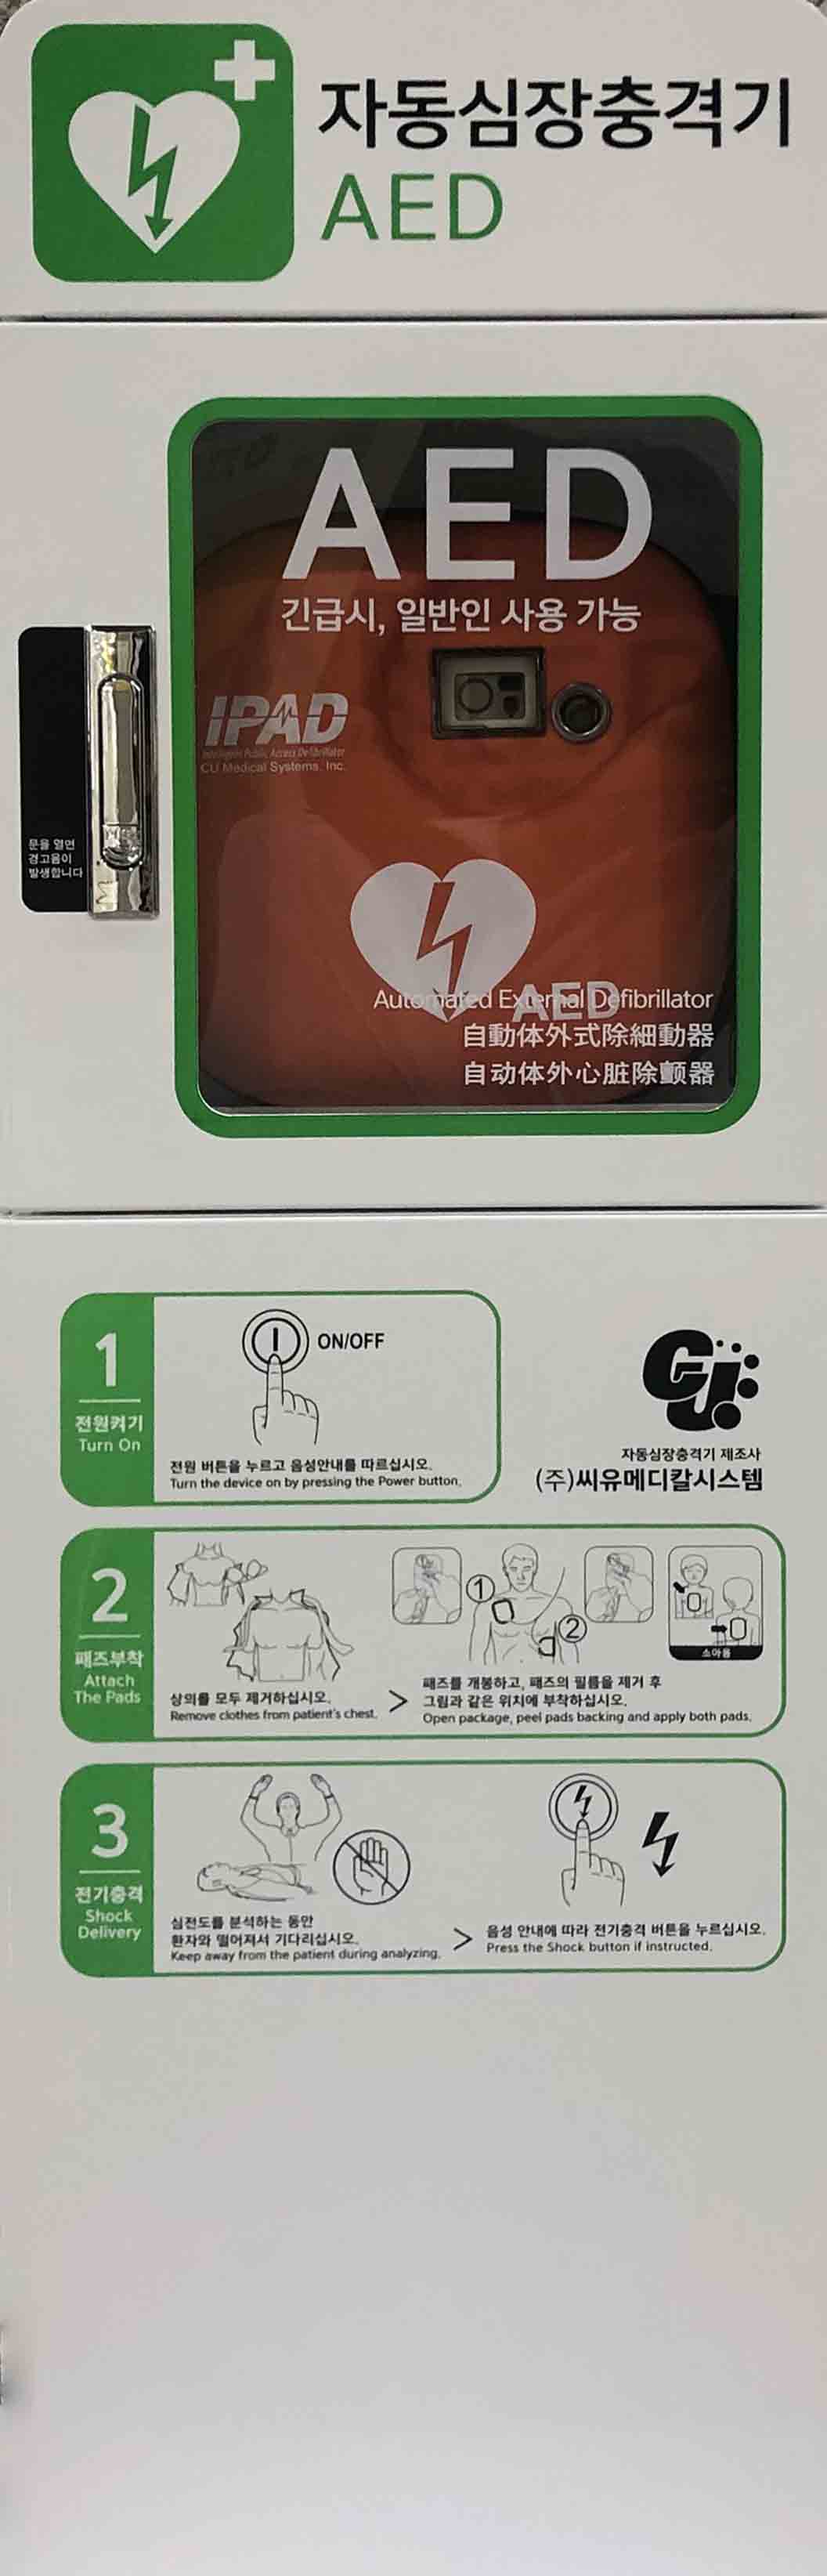 자동심장충격기
AED
AED
긴급시, 일반인 사용 가능
IPAD
Intelligent Public Access Defibrillator
CU Medical Systems, Inc.
문을 열면
경고음이
발생합니다
AED
Automated External Defibrillator
自動体外式除細動器
自动体外心脏除颤器
1
전원켜기
Turn On
ON/OFF
전원 버튼을 누르고 음성안내를 따르십시오.
Turn the device on by pressing the Power button.
CU
자동심장충격기 제조사
(주)씨유메디칼시스템
2
패즈부착
Attach
The Pads
상의를 모두 제거하십시오.
Remove clothes from patient's chest.
>
1
2
소아용
패즈를 개봉하고, 패즈의 필름을 제거 후
그림과 같은 위치에 부착하십시오.
Open package, peel pads backing and apply both pads.
3
전기충격
Shock
Delivery
심전도를 분석하는 동안
환자와 떨어져서 기다리십시오.
Keep away from the patient during analyzing.
>
음성 안내에 따라 전기충격 버튼을 누르십시오.
Press the Shock button if instructed.